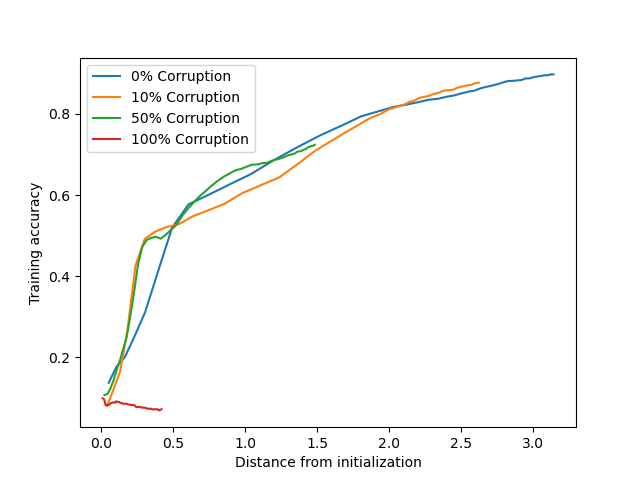 0% Corruption
10% Corruption
50% Corruption
100% Corruption
Training accuracy
0.8
0.6
0.4
0.2
0.0 0.5 1.0 1.5 2.0 2.5 3.0
Distance from initialization